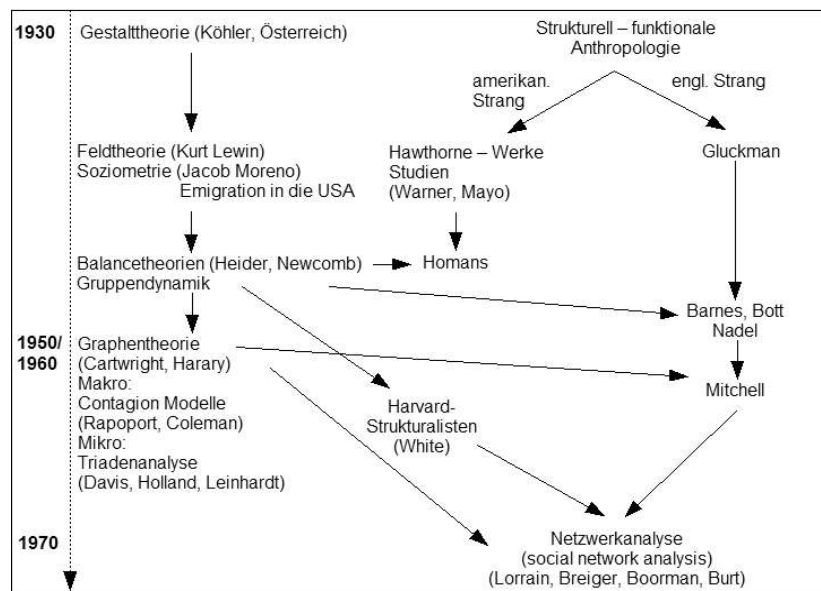 1930
Gestalttheorie (Köhler, Österreich)
Strukturell – funktionale
Anthropologie
amerikan.
Strang
engl. Strang
Feldtheorie (Kurt Lewin)
Soziometrie (Jacob Moreno)
Emigration in die USA
Hawthorne – Werke
Studien
(Warner, Mayo)
Gluckman
Balancetheorien (Heider, Newcomb)
Gruppendynamik
Homans
Barnes, Bott
Nadel
1950/
1960
Graphentheorie
(Cartwright, Harary)
Makro:
Contagion Modelle
(Rapoport, Coleman)
Mikro:
Triadenanalyse
(Davis, Holland, Leinhardt)
Mitchell
Harvard-
Strukturalisten
(White)
1970
Netzwerkanalyse
(social network analysis)
(Lorrain, Breiger, Boorman, Burt)